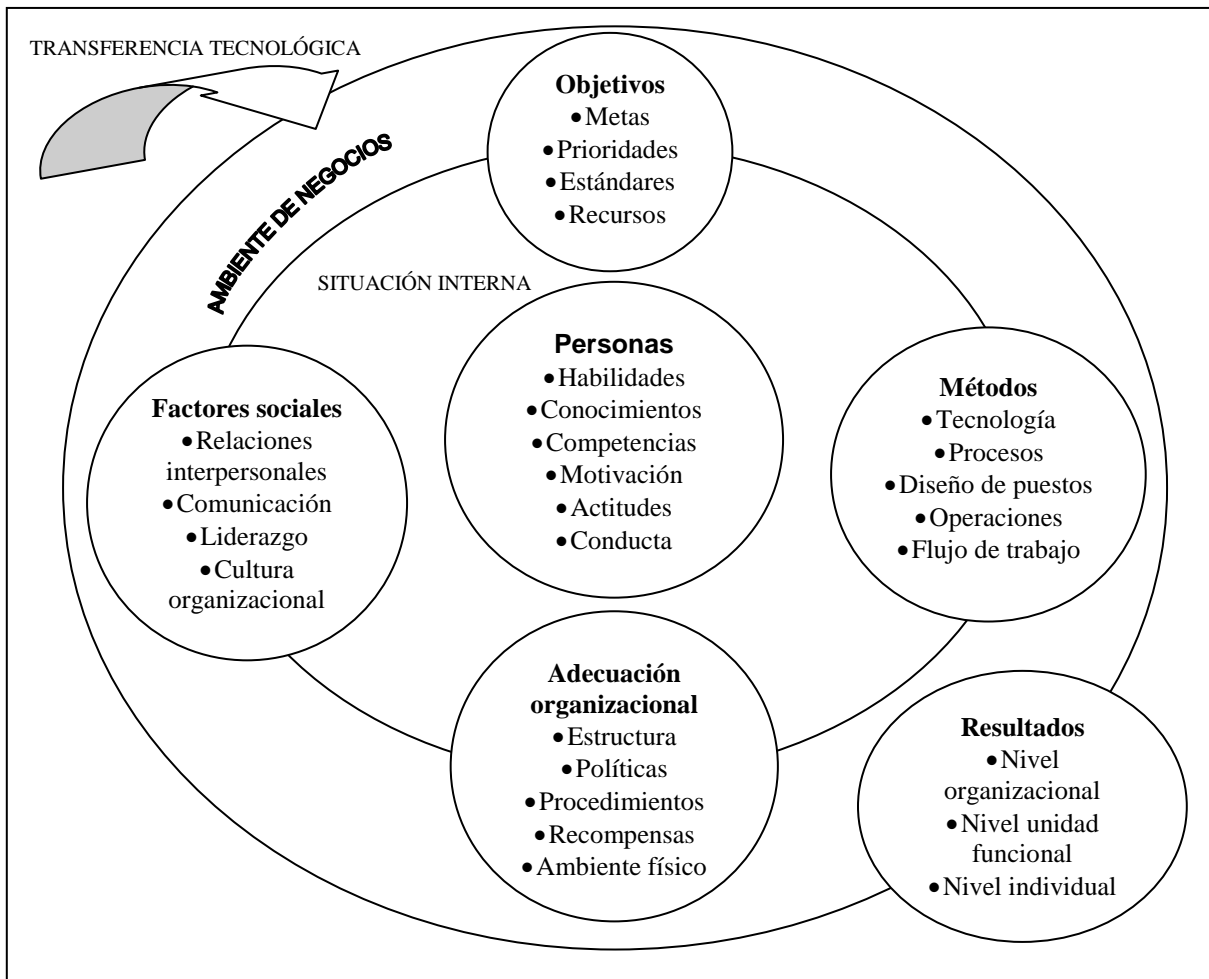 TRANSFERENCIA TECNOLÓGICA
AMBIENTE DE NEGOCIOS
SITUACIÓN INTERNA
Objetivos
•Metas
•Prioridades
•Estándares
•Recursos
Personas
•Habilidades
•Conocimientos
•Competencias
•Motivación
•Actitudes
•Conducta
Factores sociales
•Relaciones
interpersonales
•Comunicación
•Liderazgo
•Cultura
organizacional
Métodos
•Tecnología
•Procesos
•Diseño de puestos
•Operaciones
•Flujo de trabajo
Adecuación
organizacional
•Estructura
•Políticas
•Procedimientos
•Recompensas
•Ambiente físico
Resultados
•Nivel
organizacional
•Nivel unidad
funcional
•Nivel individual